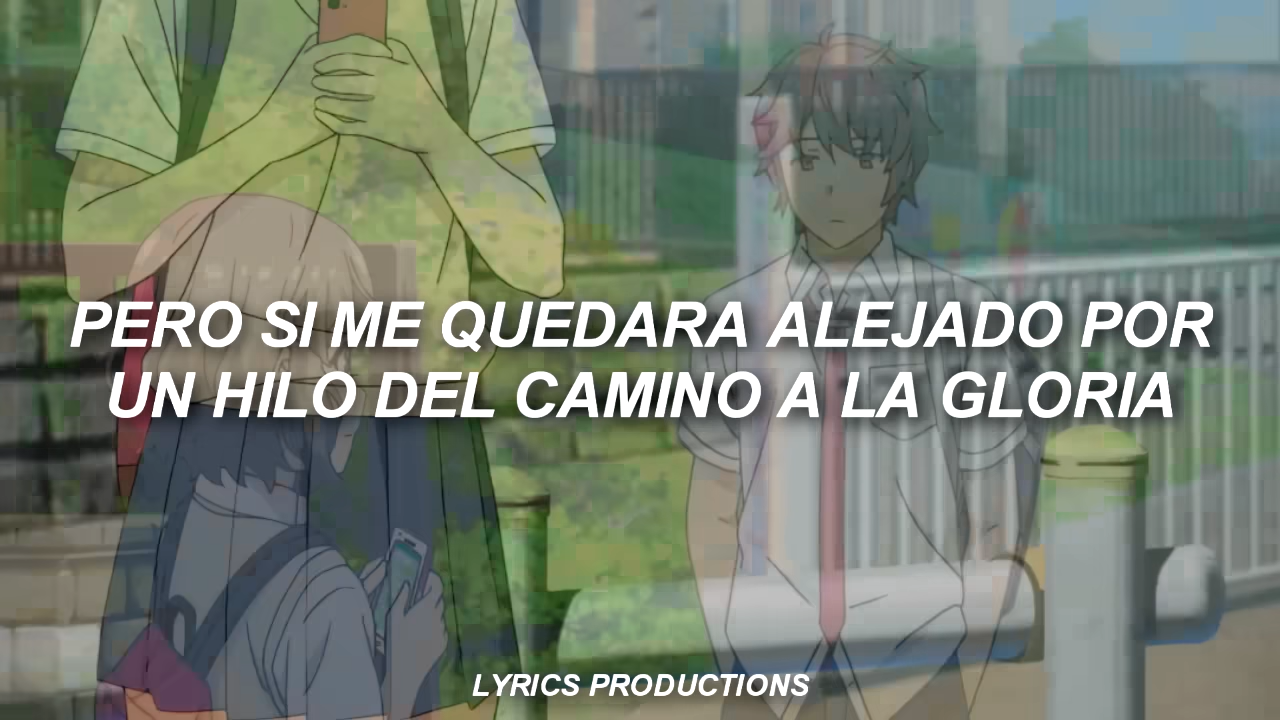 PERO SI ME QUEDARA ALEJADO POR
UN HILO DEL CAMINO A LA GLORIA
LYRICS PRODUCTIONS